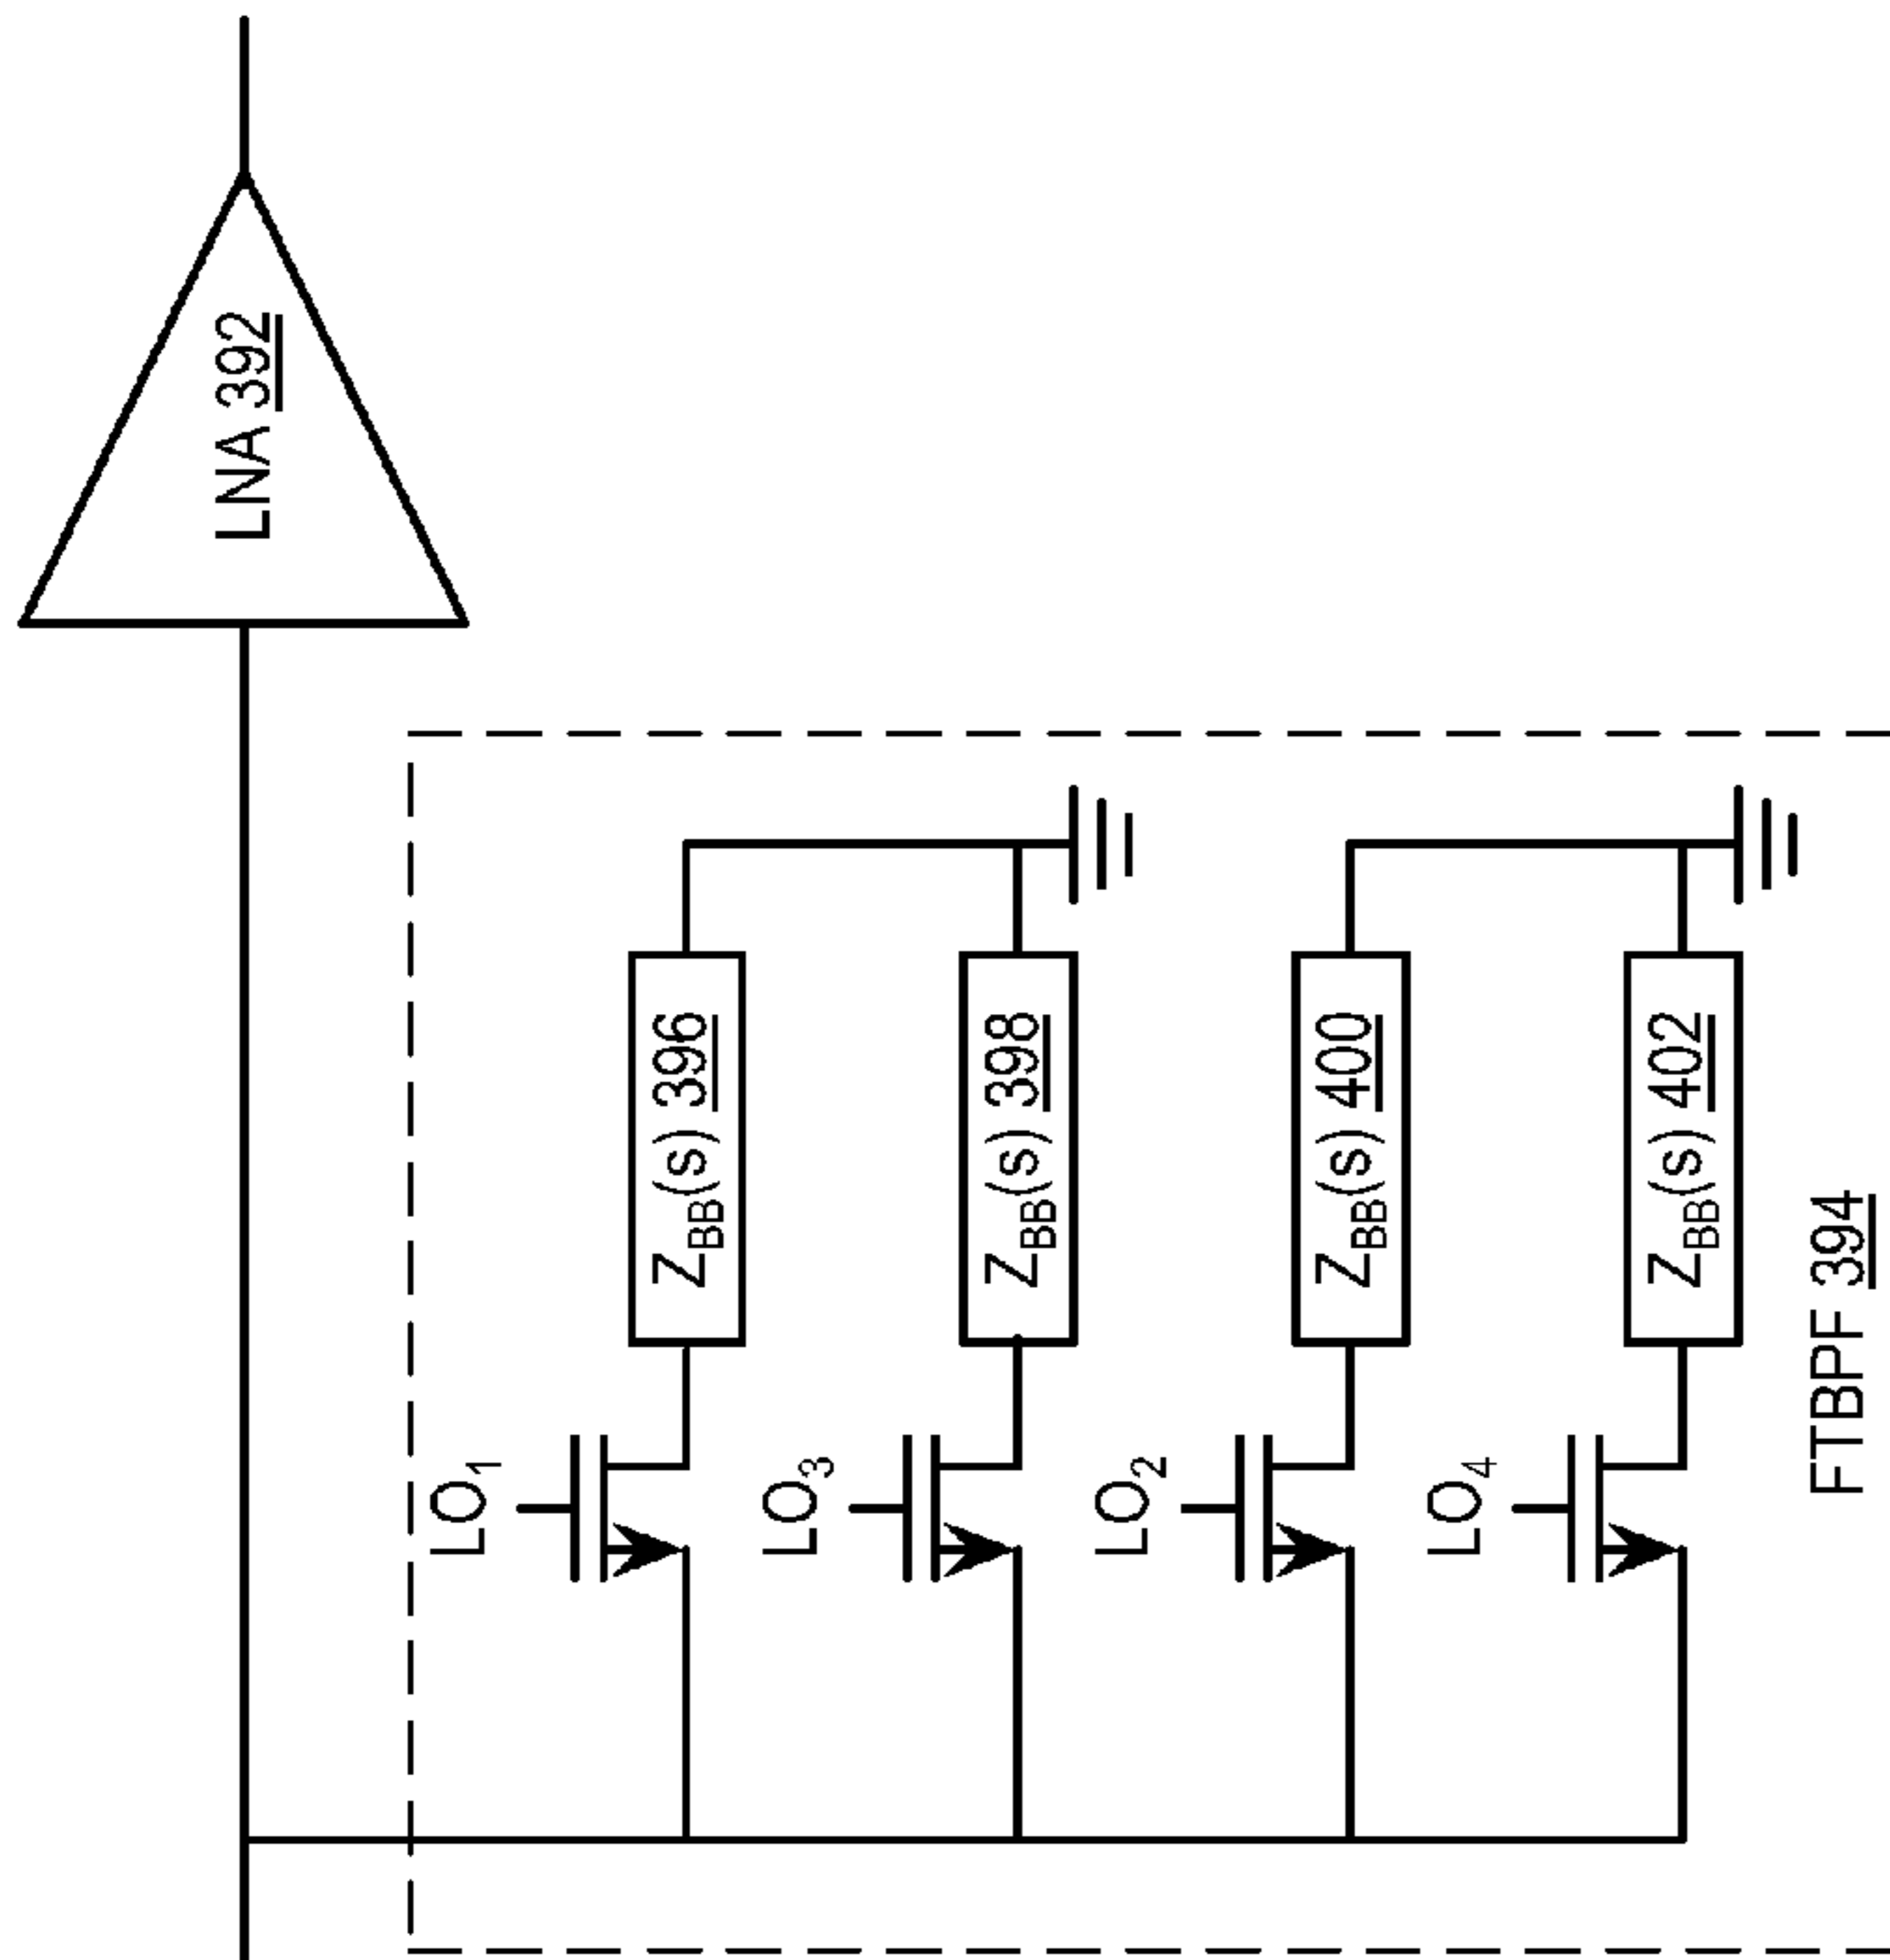 LNA 392
LO₁
Z_BB(s) 396
LO₃
Z_BB(s) 398
LO₂
Z_BB(s) 400
LO₄
Z_BB(s) 402
FTBPF 394